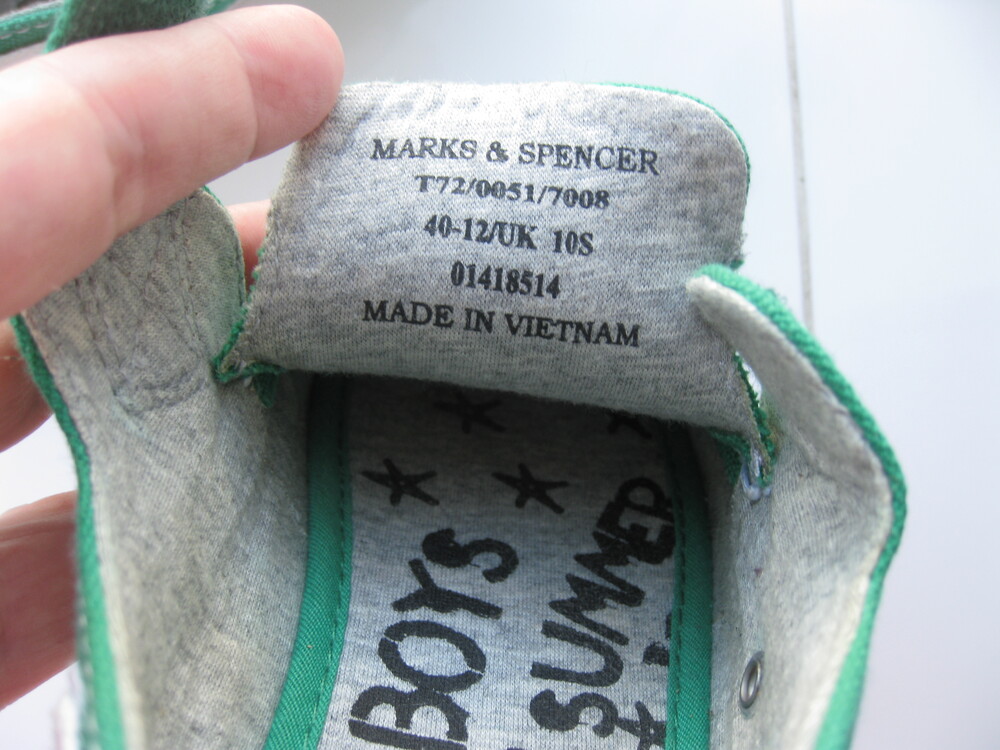 MARKS & SPENCER
T72/0051/7008
40-12/UK 10S
01418514
MADE IN VIETNAM
BOYS
SUMMER